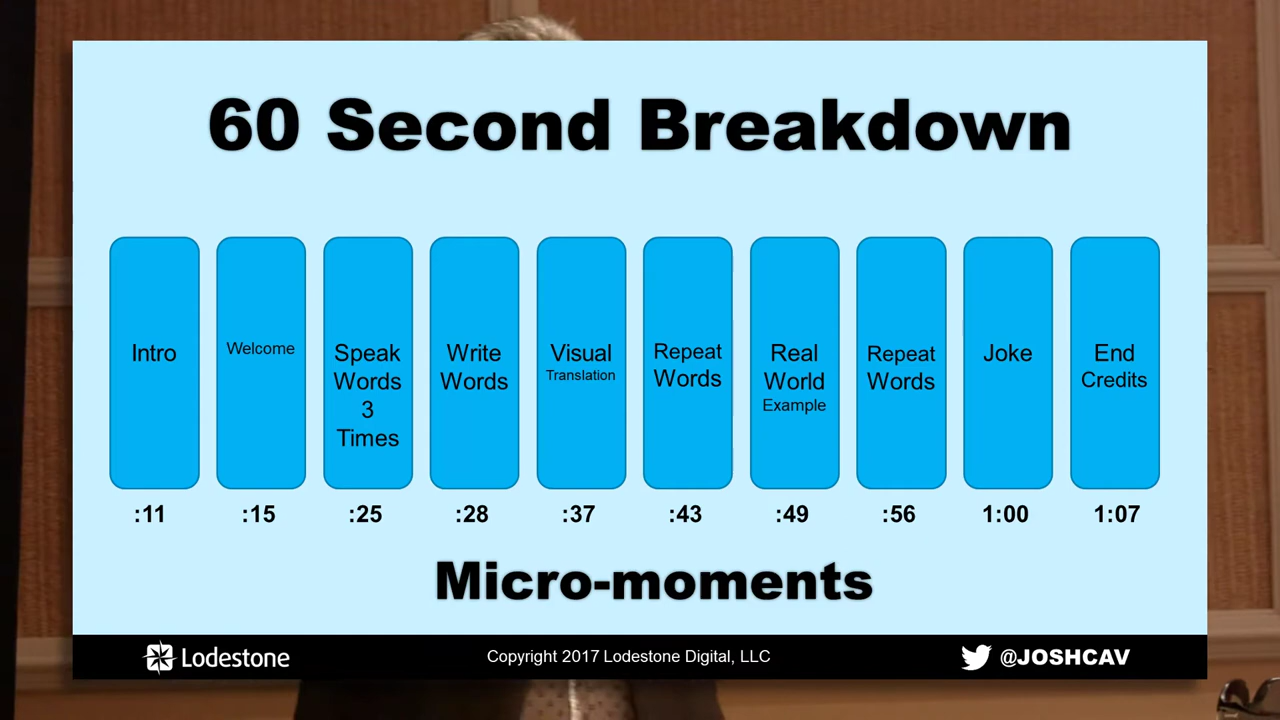 60 Second Breakdown
Intro
Welcome
Speak
Words
3
Times
Write
Words
Visual
Translation
Repeat
Words
Real
World
Example
Repeat
Words
Joke
End
Credits
:11
:15
:25
:28
:37
:43
:49
:56
1:00
1:07
Micro-moments
Lodestone
Copyright 2017 Lodestone Digital, LLC
@JOSHCAV